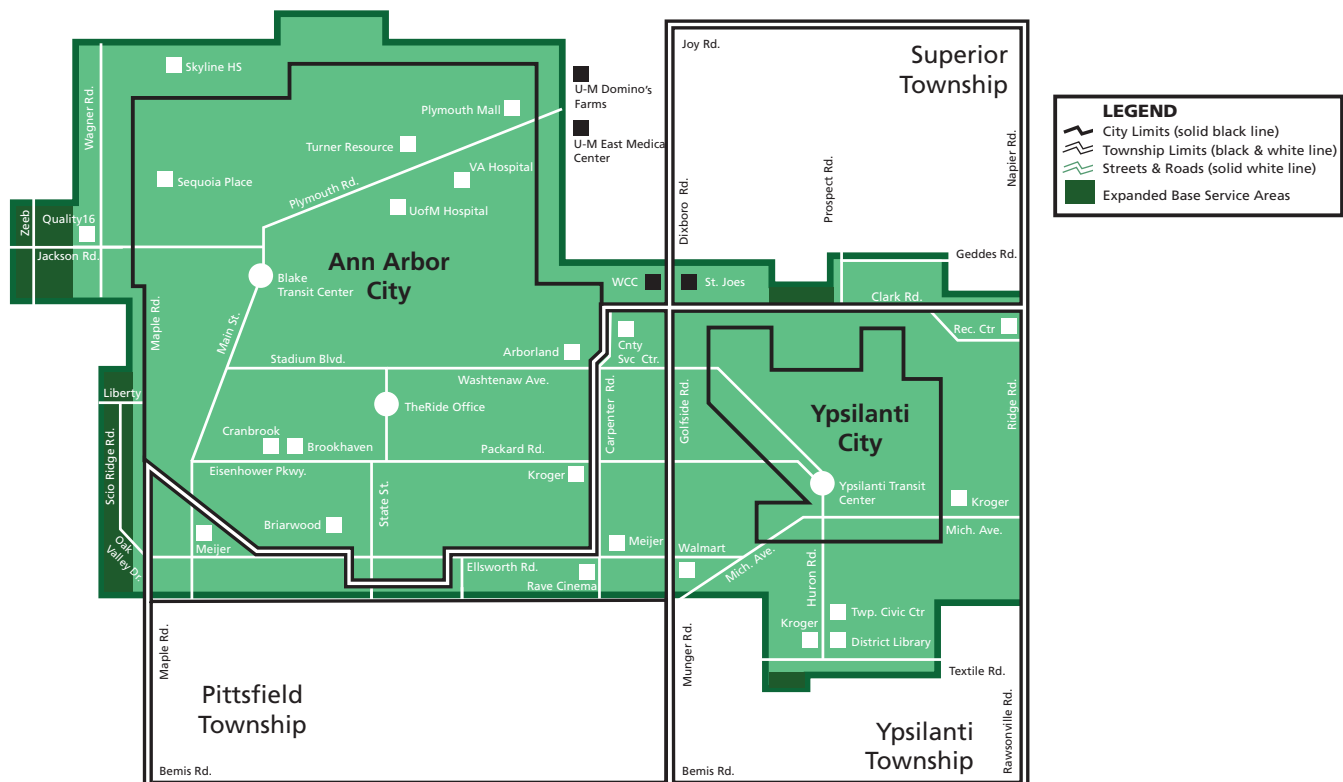 Joy Rd.
Superior
Township
Skyline HS
U-M Domino's
Farms
U-M East Medical
Center
Wagner Rd.
Plymouth Mall
Turner Resource
VA Hospital
Sequoia Place
Plymouth Rd.
UofM Hospital
Dixboro Rd.
Prospect Rd.
Napier Rd.
LEGEND
City Limits (solid black line)
Township Limits (black & white line)
Streets & Roads (solid white line)
Expanded Base Service Areas
Zeeb
Quality16
Jackson Rd.
Ann Arbor
City
Blake
Transit Center
Geddes Rd.
WCC
St. Joes
Clark Rd.
Maple Rd.
Main St.
Rec. Ctr
Cnty
Svc Ctr.
Arborland
Stadium Blvd.
Washtenaw Ave.
Carpenter Rd.
Golfside Rd.
Ridge Rd.
Liberty
TheRide Office
Ypsilanti
City
Cranbrook
Brookhaven
Packard Rd.
Scio Ridge Rd.
Eisenhower Pkwy.
Kroger
State St.
Ypsilanti Transit
Center
Kroger
Briarwood
Mich. Ave.
Meijer
Meijer
Walmart
Oak
Valley Dr.
Ellsworth Rd.
Mich. Ave.
Rave Cinema
Huron Rd.
Twp. Civic Ctr
Kroger
District Library
Maple Rd.
Munger Rd.
Textile Rd.
Pittsfield
Township
Ypsilanti
Township
Rawsonville Rd.
Bemis Rd.
Bemis Rd.